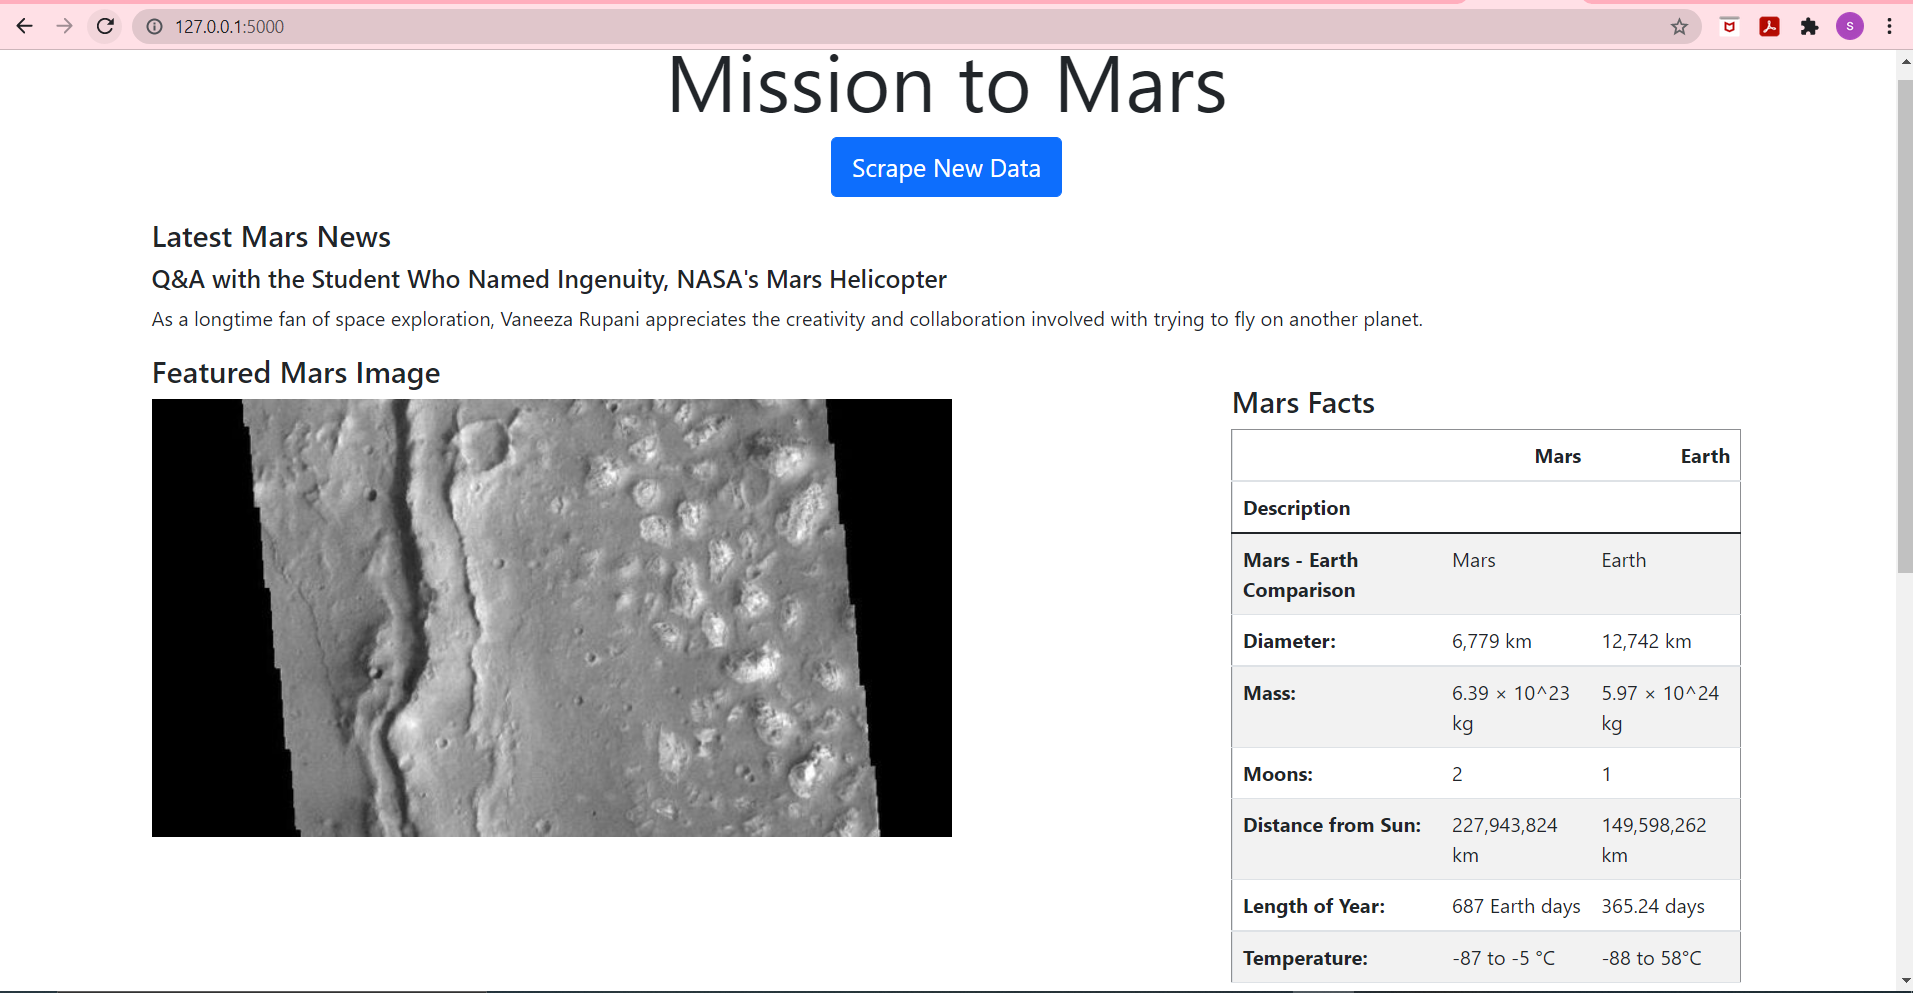 127.0.0.1:5000
S
Mission to Mars
Scrape New Data
Latest Mars News
Q&A with the Student Who Named Ingenuity, NASA's Mars Helicopter
As a longtime fan of space exploration, Vaneeza Rupani appreciates the creativity and collaboration involved with trying to fly on another planet.
Featured Mars Image
Mars Facts
Mars Earth
Description
Mars - Earth Mars Earth
Comparison
Diameter: 6,779 km 12,742 km
Mass: 6.39 × 10^23 5.97 × 10^24
kg kg
Moons: 2 1
Distance from Sun: 227,943,824 149,598,262
km km
Length of Year: 687 Earth days 365.24 days
Temperature: -87 to -5 °C -88 to 58°C